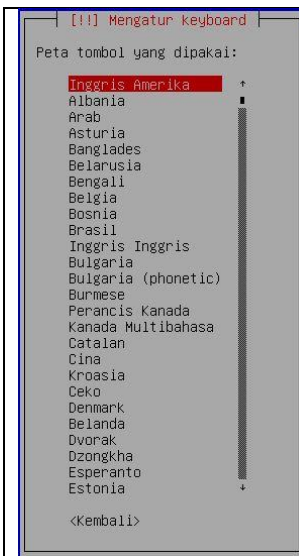 [!!] Mengatur keyboard
Peta tombol yang dipakai:
Inggris Amerika
Albania
Arab
Asturia
Banglades
Belarusia
Bengali
Belgia
Bosnia
Brasil
Inggris Inggris
Bulgaria
Bulgaria (phonetic)
Burmese
Perancis Kanada
Kanada Multibahasa
Catalan
Cina
Kroasia
Ceko
Denmark
Belanda
Dvorak
Dzongkha
Esperanto
Estonia
<Kembali>